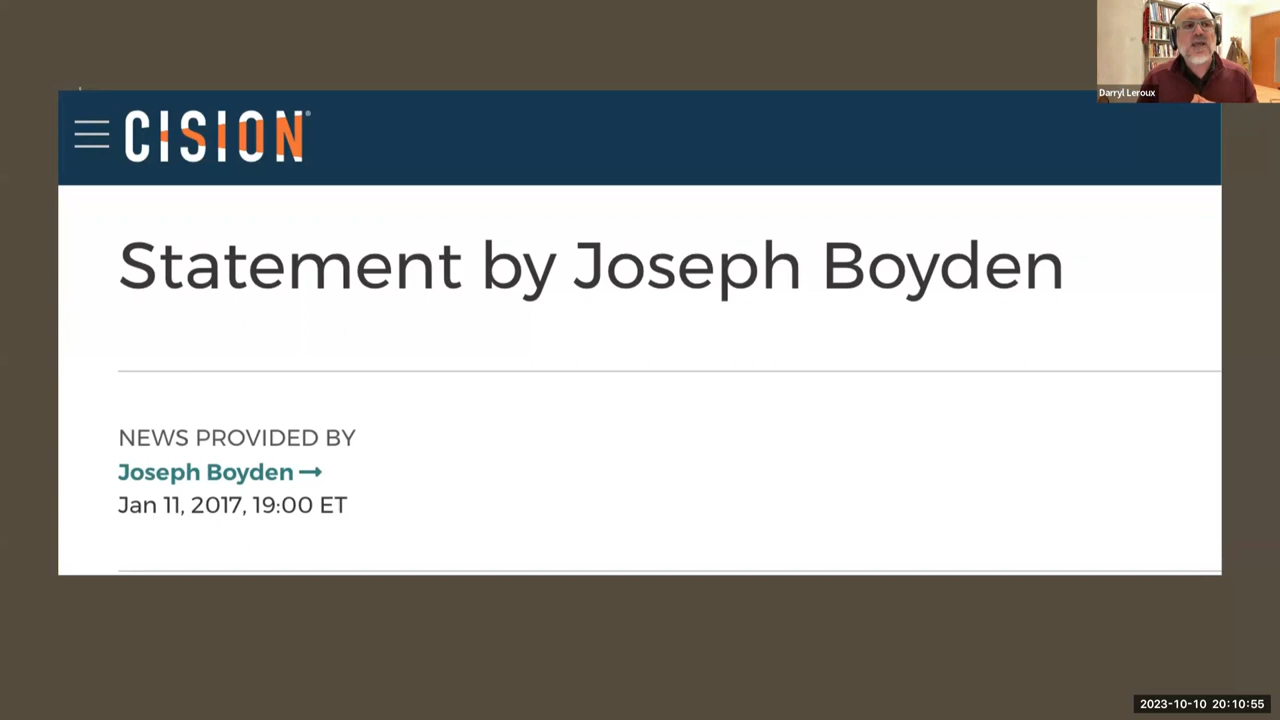 Darryl Leroux
CISION®
Statement by Joseph Boyden
NEWS PROVIDED BY
Joseph Boyden →
Jan 11, 2017, 19:00 ET
2023-10-10 20:10:55